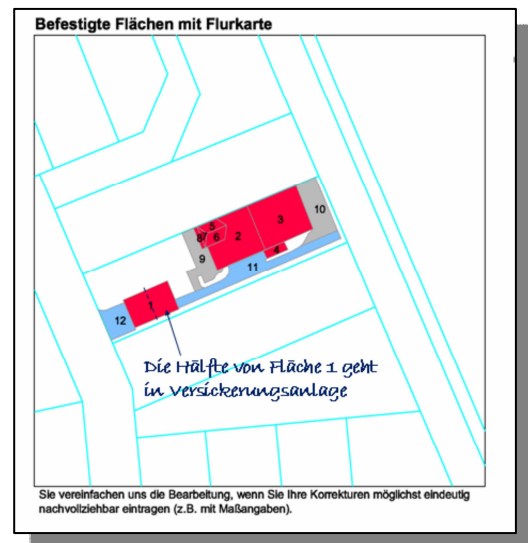 Befestigte Flächen mit Flurkarte
5
3
10
8
7
6
2
4
9
11
1
12
Die Hälfte von Fläche 1 geht
in Versickerungsanlage
Sie vereinfachen uns die Bearbeitung, wenn Sie Ihre Korrekturen möglichst eindeutig
nachvollziehbar eintragen (z.B. mit Maßangaben).